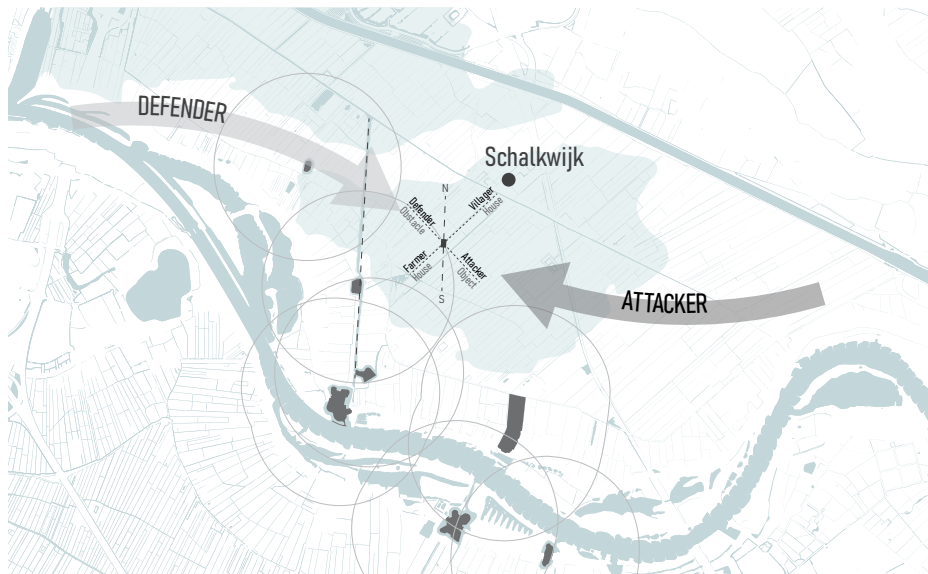 DEFENDER
Schalkwijk
N
Defender
Obstacle
Villager
House
Farmer
House
Attacker
Object
S
ATTACKER